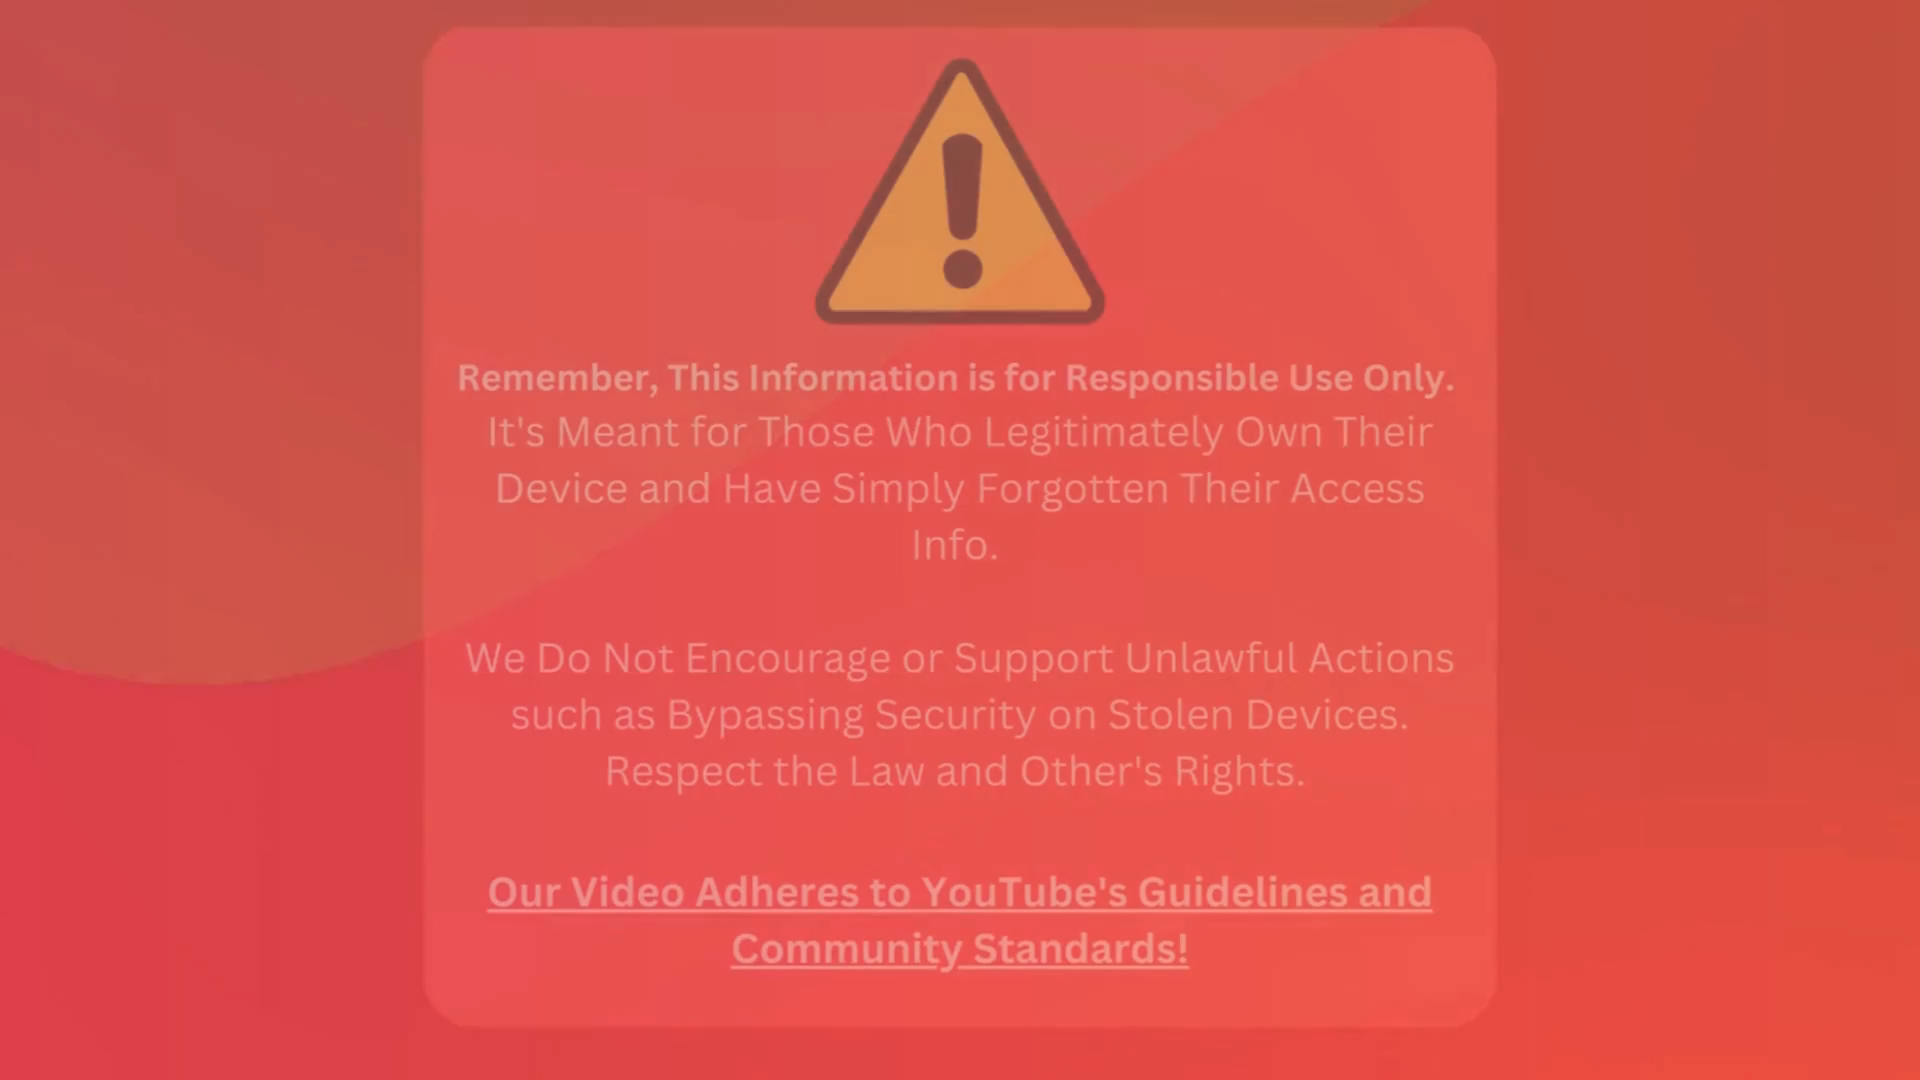 Remember, This Information is for Responsible Use Only.
It's Meant for Those Who Legitimately Own Their
Device and Have Simply Forgotten Their Access
Info.
We Do Not Encourage or Support Unlawful Actions
such as Bypassing Security on Stolen Devices.
Respect the Law and Other's Rights.
Our Video Adheres to YouTube's Guidelines and
Community Standards!